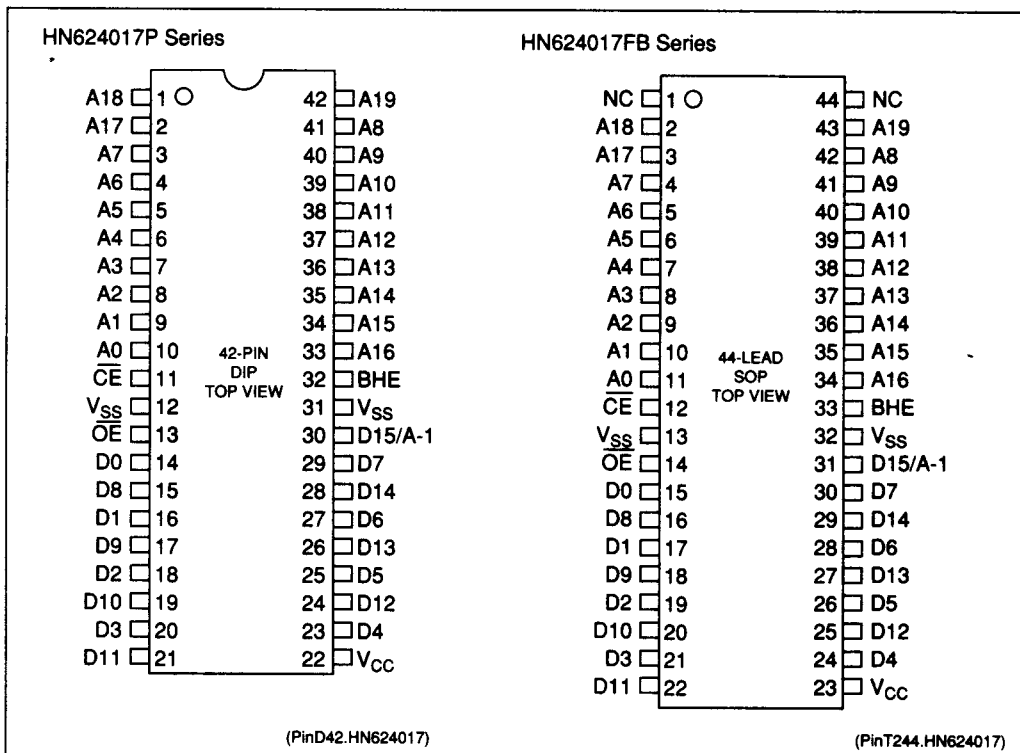 HN624017P Series
A18 1 42 A19
A17 2 41 A8
A7 3 40 A9
A6 4 39 A10
A5 5 38 A11
A4 6 37 A12
A3 7 36 A13
A2 8 35 A14
A1 9 34 A15
A0 10 33 A16
CE 11 32 BHE
VSS 12 31 VSS
OE 13 30 D15/A-1
D0 14 29 D7
D8 15 28 D14
D1 16 27 D6
D9 17 26 D13
D2 18 25 D5
D10 19 24 D12
D3 20 23 D4
D11 21 22 VCC
42-PIN
DIP
TOP VIEW
(PinD42.HN624017)
HN624017FB Series
NC 1 44 NC
A18 2 43 A19
A17 3 42 A8
A7 4 41 A9
A6 5 40 A10
A5 6 39 A11
A4 7 38 A12
A3 8 37 A13
A2 9 36 A14
A1 10 35 A15
A0 11 34 A16
CE 12 33 BHE
VSS 13 32 VSS
OE 14 31 D15/A-1
D0 15 30 D7
D8 16 29 D14
D1 17 28 D6
D9 18 27 D13
D2 19 26 D5
D10 20 25 D12
D3 21 24 D4
D11 22 23 VCC
44-LEAD
SOP
TOP VIEW
(PinT244.HN624017)